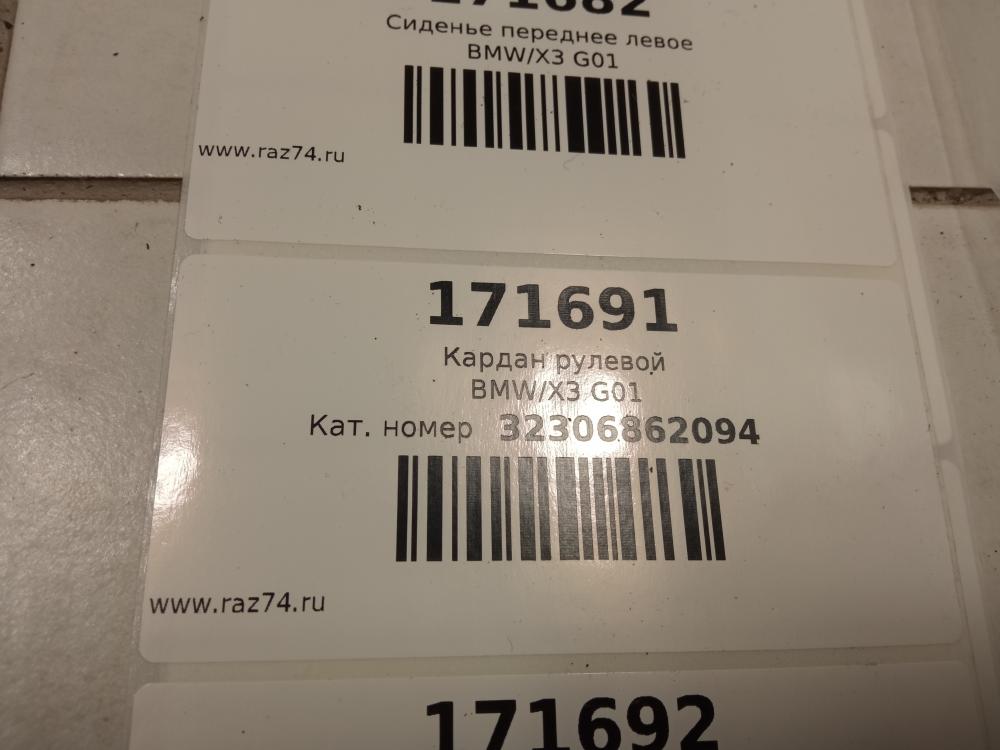 171682
Сиденье переднее левое
BMW/X3 G01
www.raz74.ru
171691
Кардан рулевой
BMW/X3 G01
Кат. номер 32306862094
www.raz74.ru
171692